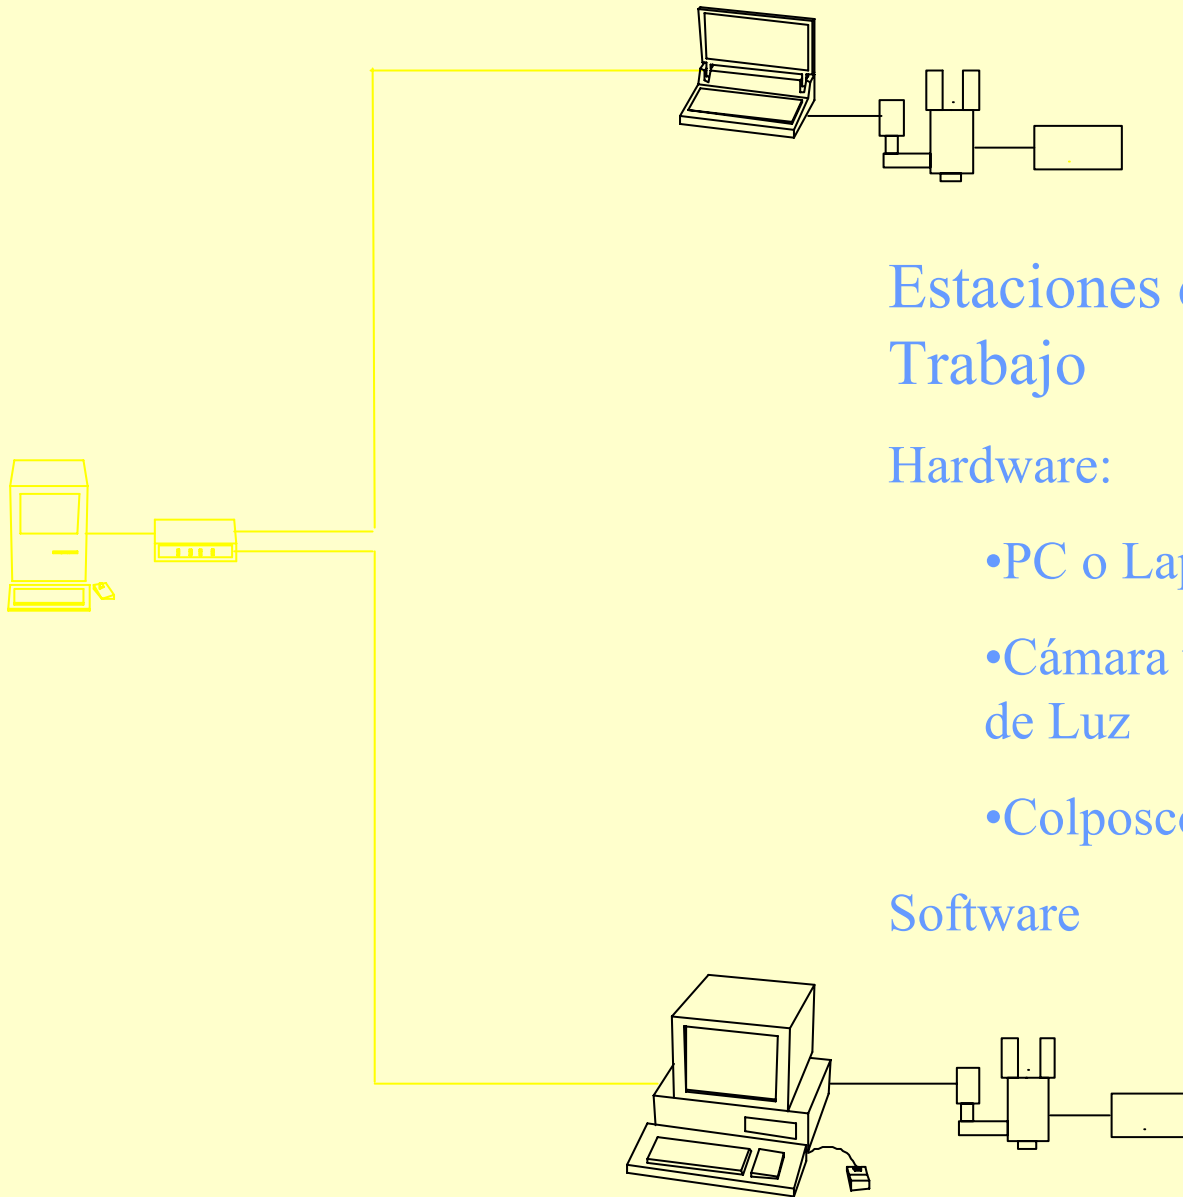 Estaciones
Trabajo
Hardware:
•PC o
•Cámara
de Luz
Software